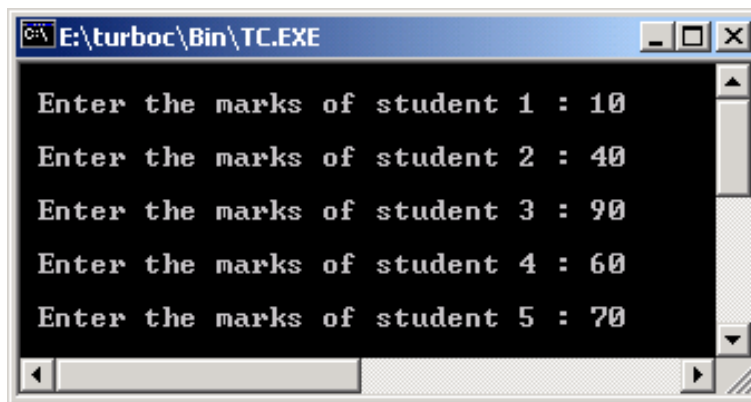 E:\turboc\Bin\TC.EXE
Enter the marks of student 1 : 10
Enter the marks of student 2 : 40
Enter the marks of student 3 : 90
Enter the marks of student 4 : 60
Enter the marks of student 5 : 70